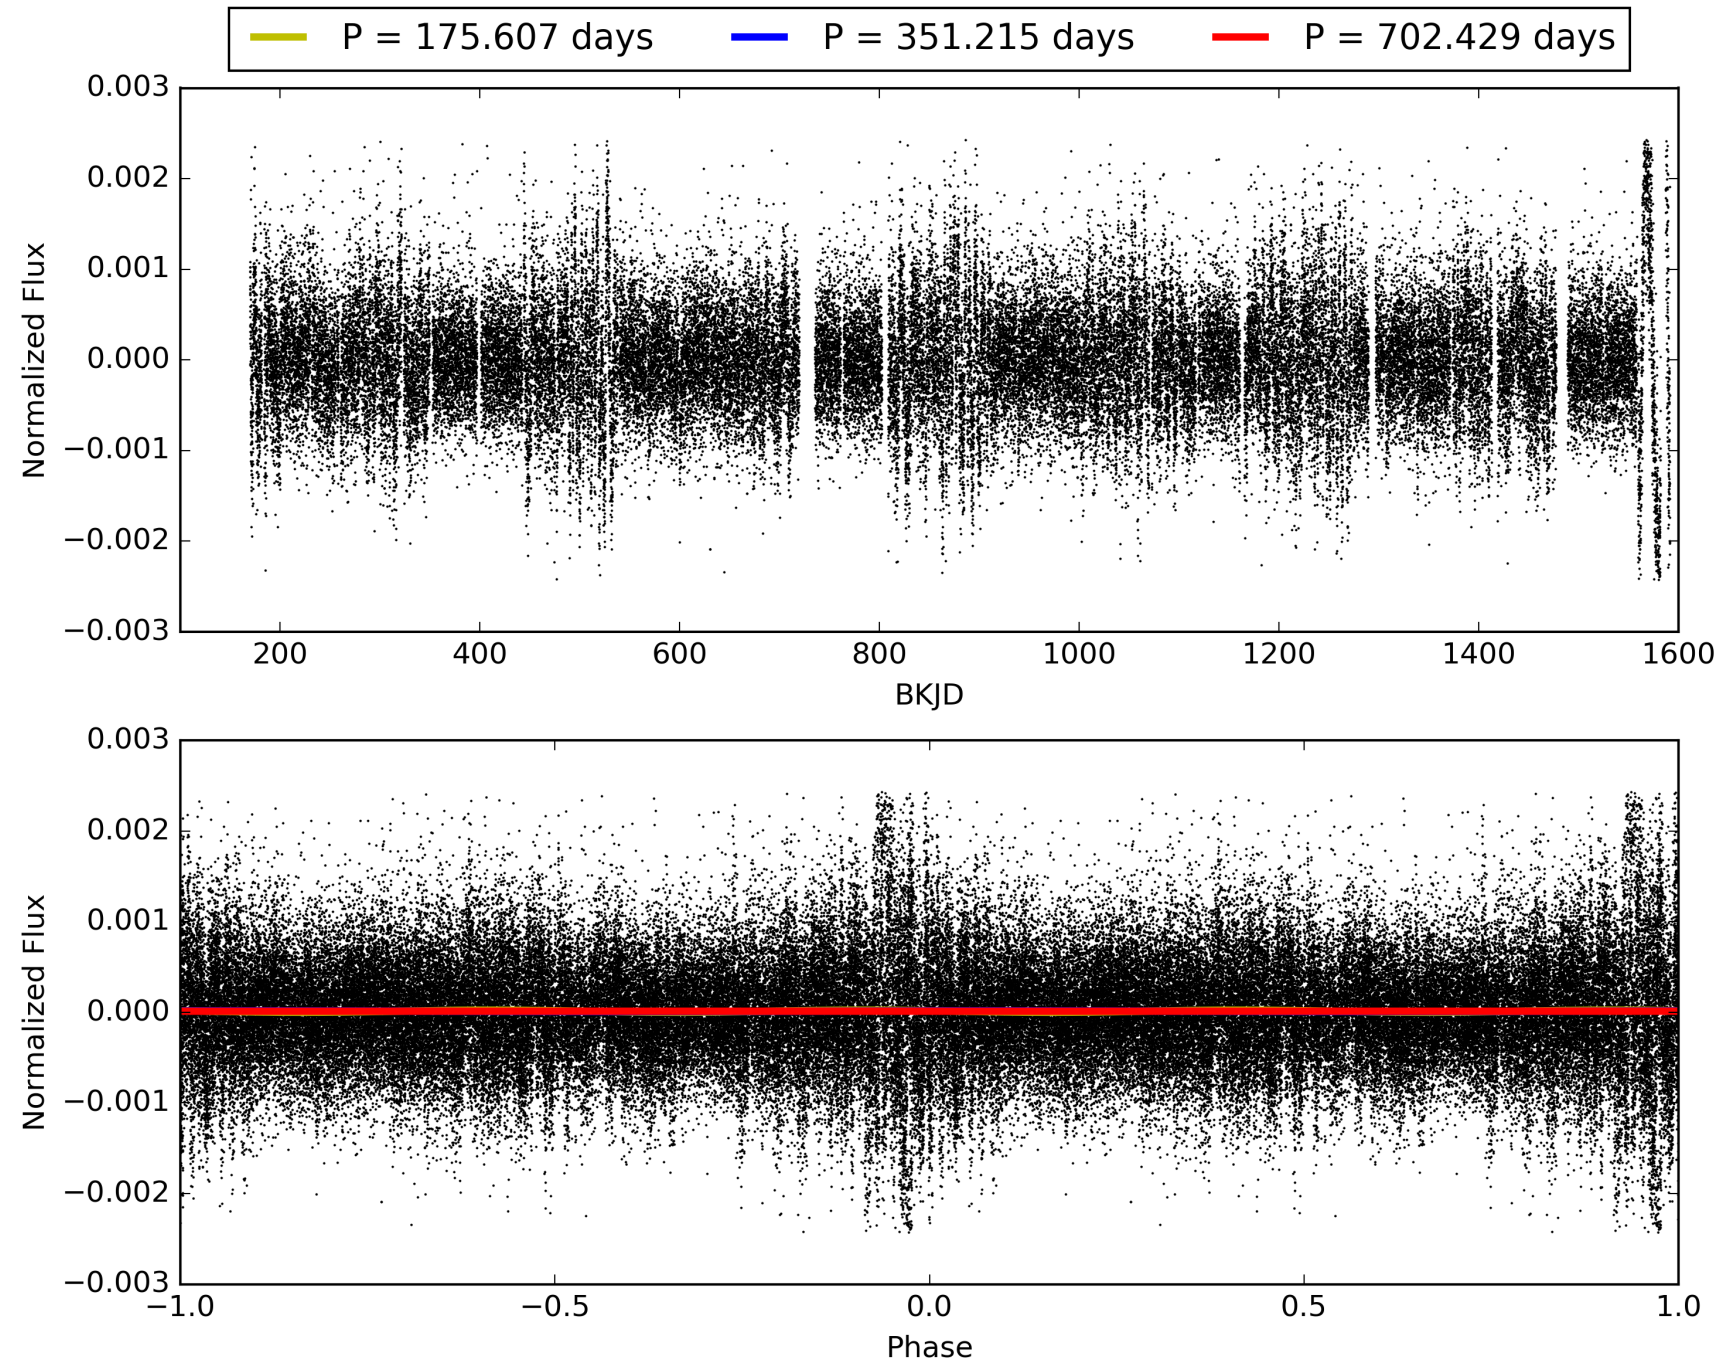 P = 175.607 days P = 351.215 days P = 702.429 days
0.003
0.002
0.001
0.000
−0.001
−0.002
−0.003
Normalized Flux
200 400 600 800 1000 1200 1400 1600
BKJD
0.003
0.002
0.001
0.000
−0.001
−0.002
−0.003
Normalized Flux
−1.0 −0.5 0.0 0.5 1.0
Phase